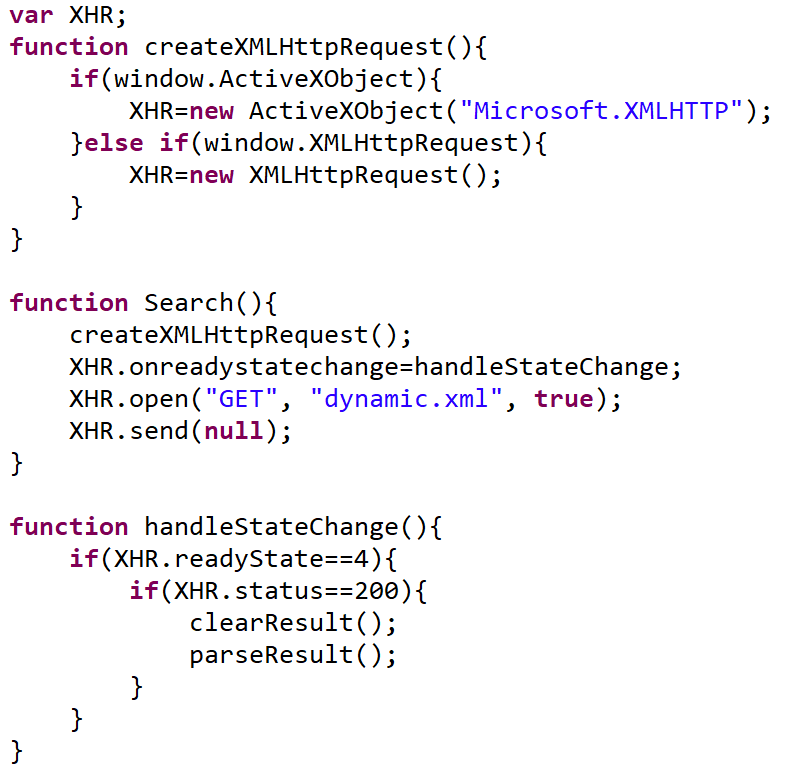 var XHR;
function createXMLHttpRequest(){
    if(window.ActiveXObject){
        XHR=new ActiveXObject("Microsoft.XMLHTTP");
    }else if(window.XMLHttpRequest){
        XHR=new XMLHttpRequest();
    }
}

function Search(){
    createXMLHttpRequest();
    XHR.onreadystatechange=handleStateChange;
    XHR.open("GET", "dynamic.xml", true);
    XHR.send(null);
}

function handleStateChange(){
    if(XHR.readyState==4){
        if(XHR.status==200){
            clearResult();
            parseResult();
        }
    }
}